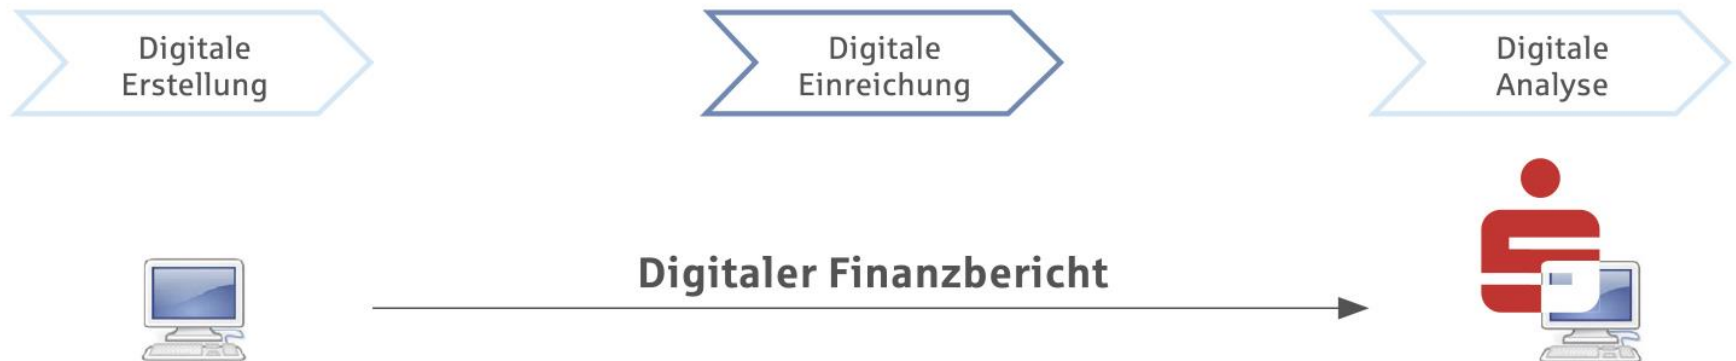 Digitale
Erstellung
Digitale
Einreichung
Digitale
Analyse
Digitaler Finanzbericht